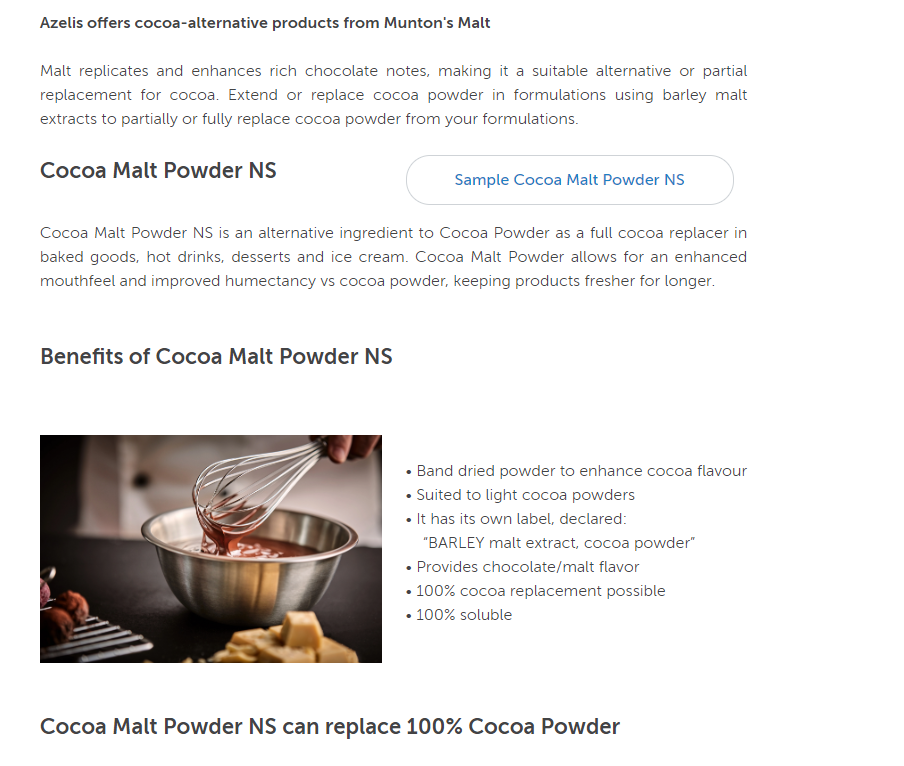 Azelis offers cocoa-alternative products from Munton's Malt
Malt replicates and enhances rich chocolate notes, making it a suitable alternative or partial
replacement for cocoa. Extend or replace cocoa powder in formulations using barley malt
extracts to partially or fully replace cocoa powder from your formulations.
Cocoa Malt Powder NS
Sample Cocoa Malt Powder NS
Cocoa Malt Powder NS is an alternative ingredient to Cocoa Powder as a full cocoa replacer in
baked goods, hot drinks, desserts and ice cream. Cocoa Malt Powder allows for an enhanced
mouthfeel and improved humectancy vs cocoa powder, keeping products fresher for longer.
Benefits of Cocoa Malt Powder NS
• Band dried powder to enhance cocoa flavour
• Suited to light cocoa powders
• It has its own label, declared:
“BARLEY malt extract, cocoa powder”
• Provides chocolate/malt flavor
• 100% cocoa replacement possible
• 100% soluble
Cocoa Malt Powder NS can replace 100% Cocoa Powder